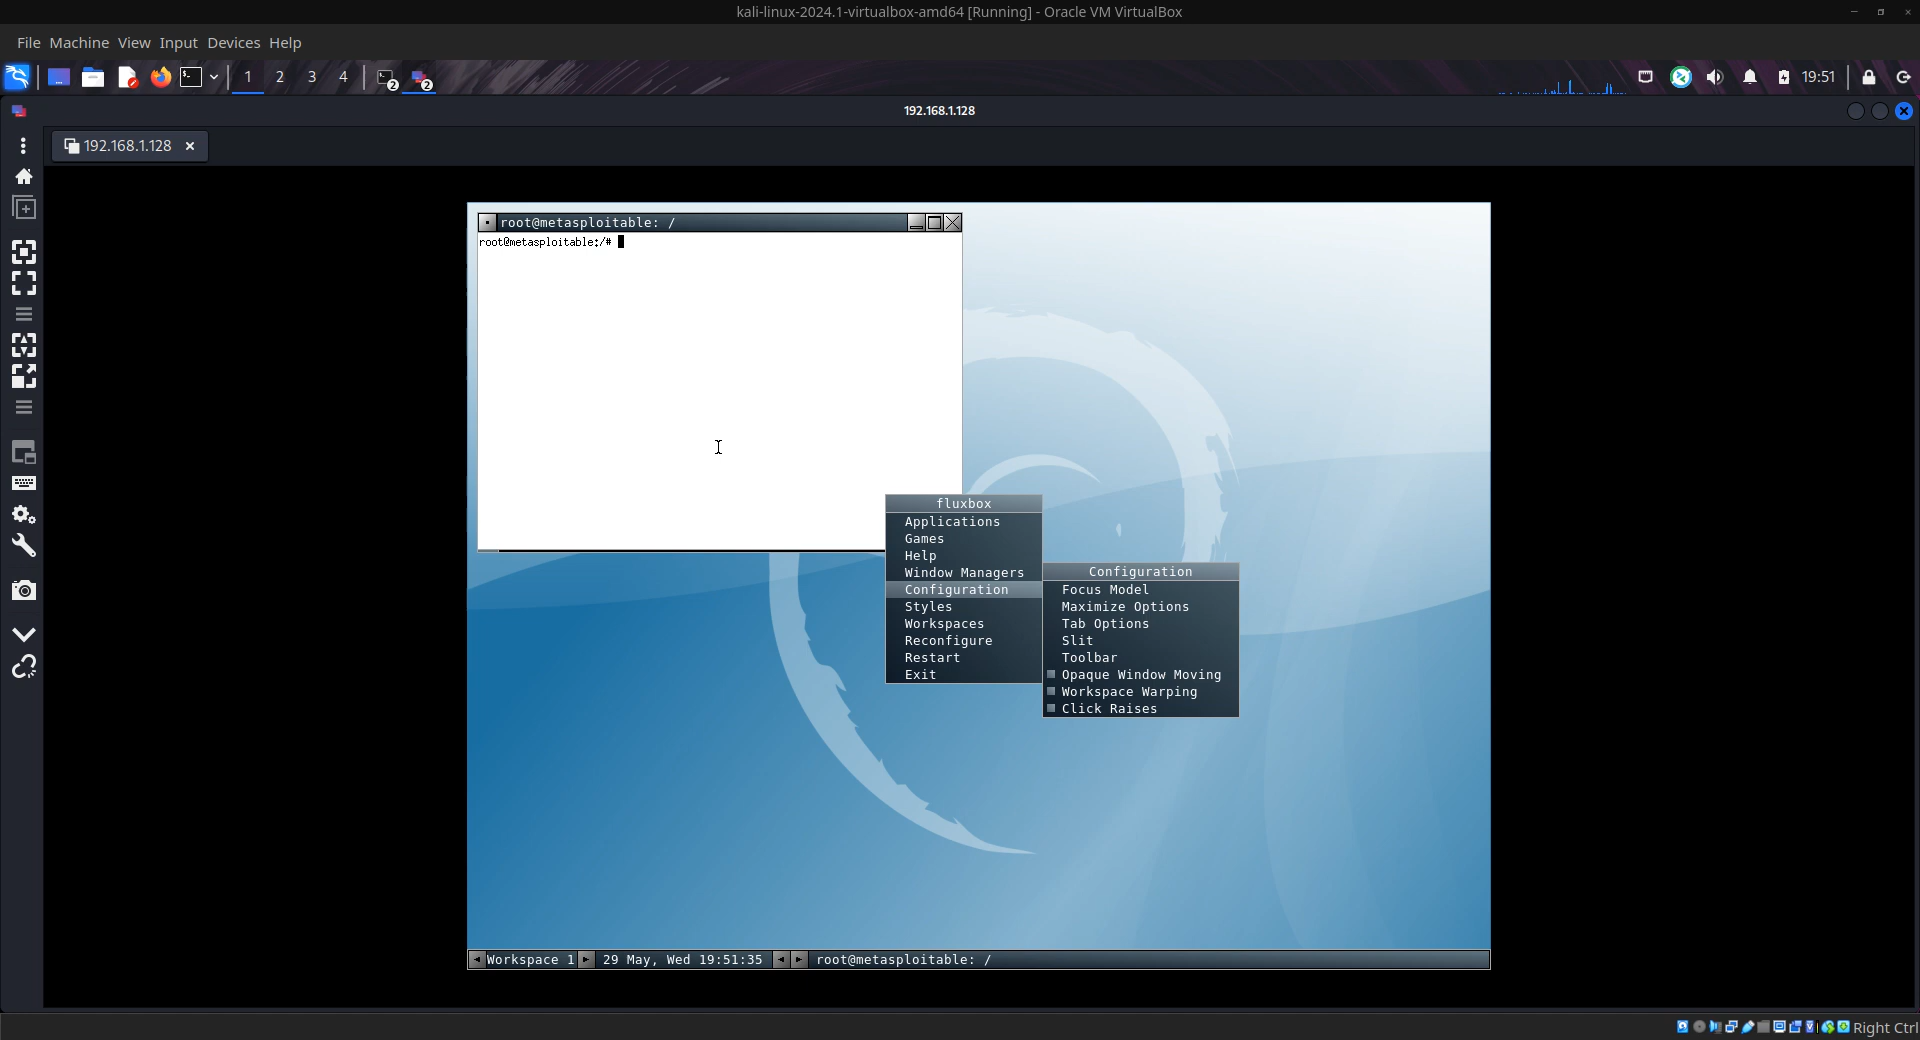 kali-linux-2024.1-virtualbox-amd64 [Running] - Oracle VM VirtualBox
File Machine View Input Devices Help
1 2 3 4 2 2 19:51
192.168.1.128
192.168.1.128
root@metasploitable: /
root@metasploitable:/#
fluxbox
Applications
Games
Help
Window Managers
Configuration
Styles
Workspaces
Reconfigure
Restart
Exit
Configuration
Focus Model
Maximize Options
Tab Options
Slit
Toolbar
Opaque Window Moving
Workspace Warping
Click Raises
Workspace 1 29 May, Wed 19:51:35 root@metasploitable: /
Right Ctrl